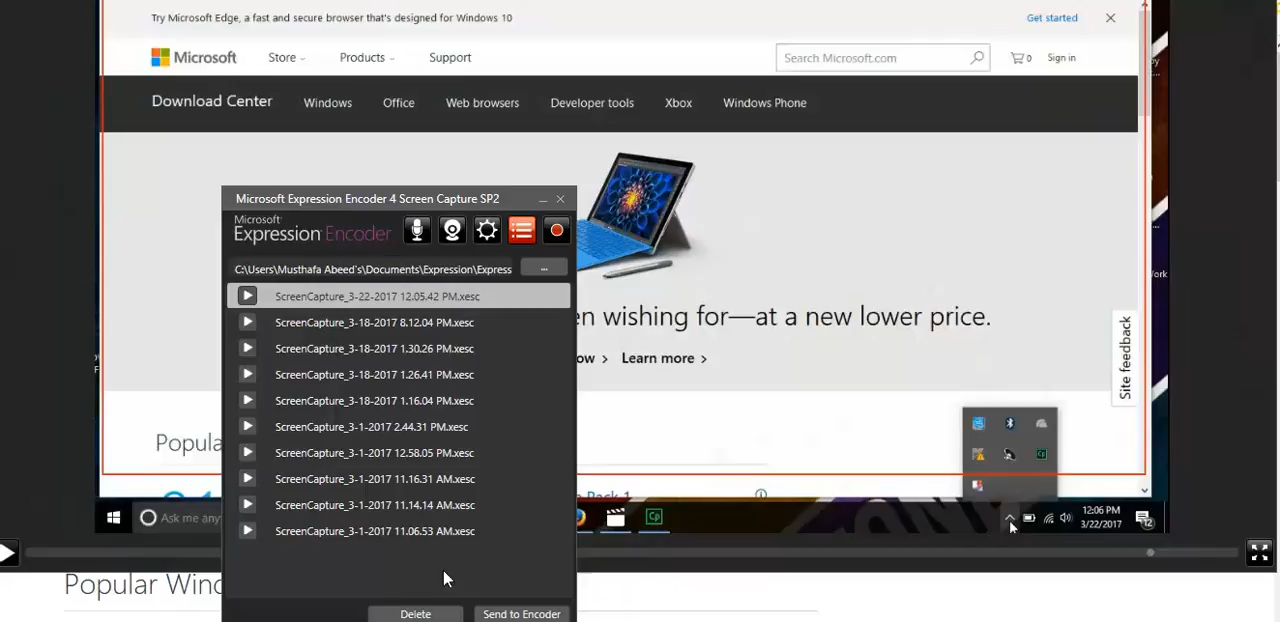 Try Microsoft Edge, a fast and secure browser that's designed for Windows 10 Get started
Microsoft Store Products Support Search Microsoft.com 0 Sign in
Download Center Windows Office Web browsers Developer tools Xbox Windows Phone
Microsoft Expression Encoder 4 Screen Capture SP2
Microsoft
Expression Encoder
C:\Users\Musthafa Abeed's\Documents\Expression\Express ...
ScreenCapture_3-22-2017 12.05.42 PM.xesc
ScreenCapture_3-18-2017 8.12.04 PM.xesc
en wishing for—at a new lower price.
ScreenCapture_3-18-2017 1.30.26 PM.xesc
ow > Learn more >
Site feedback
ScreenCapture_3-18-2017 1.26.41 PM.xesc
ScreenCapture_3-18-2017 1.16.04 PM.xesc
ScreenCapture_3-1-2017 2.44.31 PM.xesc
Popula
ScreenCapture_3-1-2017 12.58.05 PM.xesc
ScreenCapture_3-1-2017 11.16.31 AM.xesc
ScreenCapture_3-1-2017 11.14.14 AM.xesc
Ask me any
Cp
12:06 PM
3/22/2017
12
ScreenCapture_3-1-2017 11.06.53 AM.xesc
Popular Wind
Delete Send to Encoder